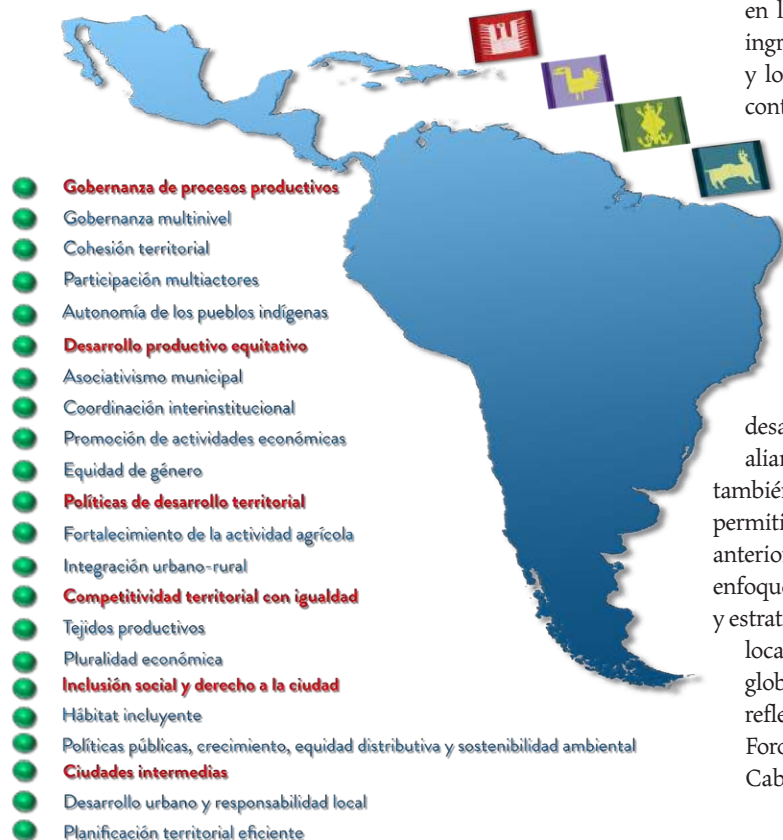 en l
ingr
y lo
cont
Gobernanza de procesos productivos
Gobernanza multinivel
Cohesión territorial
Participación multiactores
Autonomía de los pueblos indígenas
Desarrollo productivo equitativo
Asociativismo municipal
Coordinación interinstitucional
Promoción de actividades económicas
Equidad de género
Políticas de desarrollo territorial
Fortalecimiento de la actividad agrícola
Integración urbano-rural
Competitividad territorial con igualdad
Tejidos productivos
Pluralidad económica
Inclusión social y derecho a la ciudad
Hábitat incluyente
Políticas públicas, crecimiento, equidad distributiva y sostenibilidad ambiental
Ciudades intermedias
Desarrollo urbano y responsabilidad local
Planificación territorial eficiente
desa
alian
también
permiti
anterio
enfoqu
y estrat
loca
glob
refle
Foro
Cab